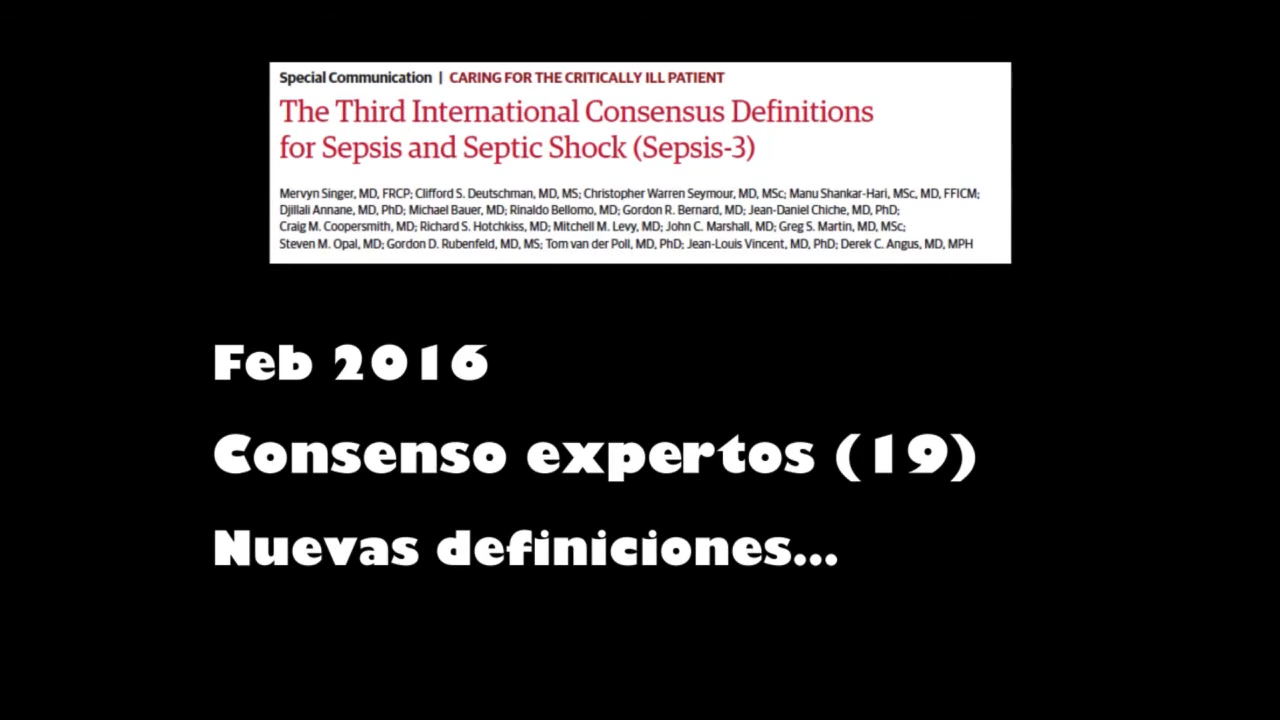 Special Communication | CARING FOR THE CRITICALLY ILL PATIENT
The Third International Consensus Definitions
for Sepsis and Septic Shock (Sepsis-3)
Mervyn Singer, MD, FRCP; Clifford S. Deutschman, MD, MS; Christopher Warren Seymour, MD, MSc; Manu Shankar-Hari, MSc, MD, FFICM;
Djillali Annane, MD, PhD; Michael Bauer, MD; Rinaldo Bellomo, MD; Gordon R. Bernard, MD; Jean-Daniel Chiche, MD, PhD;
Craig M. Coopersmith, MD; Richard S. Hotchkiss, MD; Mitchell M. Levy, MD; John C. Marshall, MD; Greg S. Martin, MD, MSc;
Steven M. Opal, MD; Gordon D. Rubenfeld, MD, MS; Tom van der Poll, MD, PhD; Jean-Louis Vincent, MD, PhD; Derek C. Angus, MD, MPH
Feb 2016
Consenso expertos (19)
Nuevas definiciones...